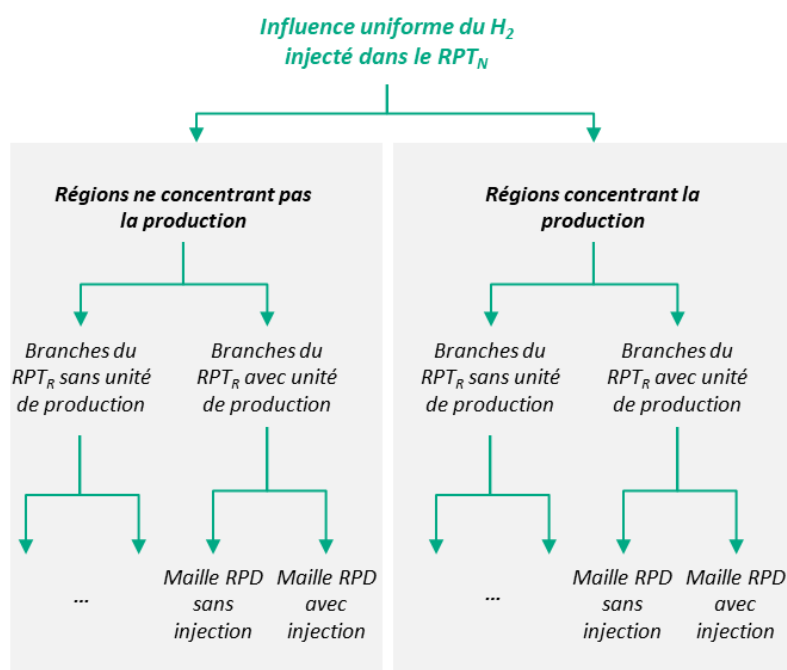 Influence uniforme du H2
injecté dans le RPTN
Régions ne concentrant pas
la production
Régions concentrant la
production
Branches du
RPTR sans unité
de production
Branches du
RPTR avec unité
de production
Branches du
RPTR sans unité
de production
Branches du
RPTR avec unité
de production
...
Maille RPD
sans
injection
Maille RPD
avec
injection
...
Maille RPD
sans
injection
Maille RPD
avec
injection